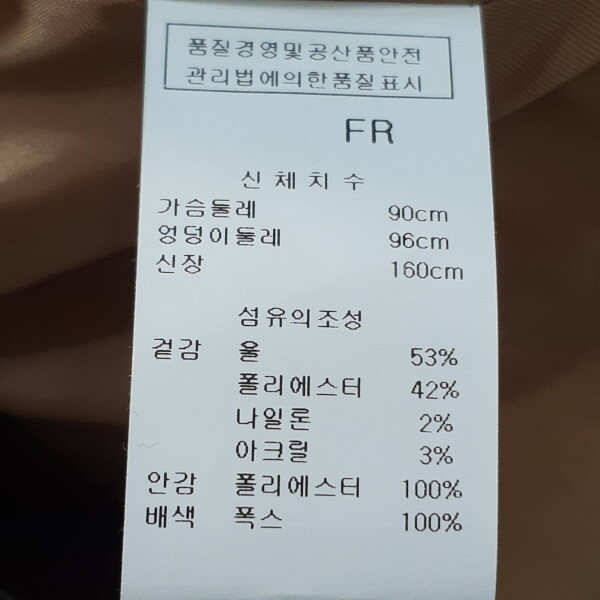 품질경영및공산품안전
관리법에의한품질표시
FR
신체치수
가슴둘레 90cm
엉덩이둘레 96cm
신장 160cm
섬유의조성
겉감 울 53%
폴리에스터 42%
나일론 2%
아크릴 3%
안감 폴리에스터 100%
배색 폭스 100%